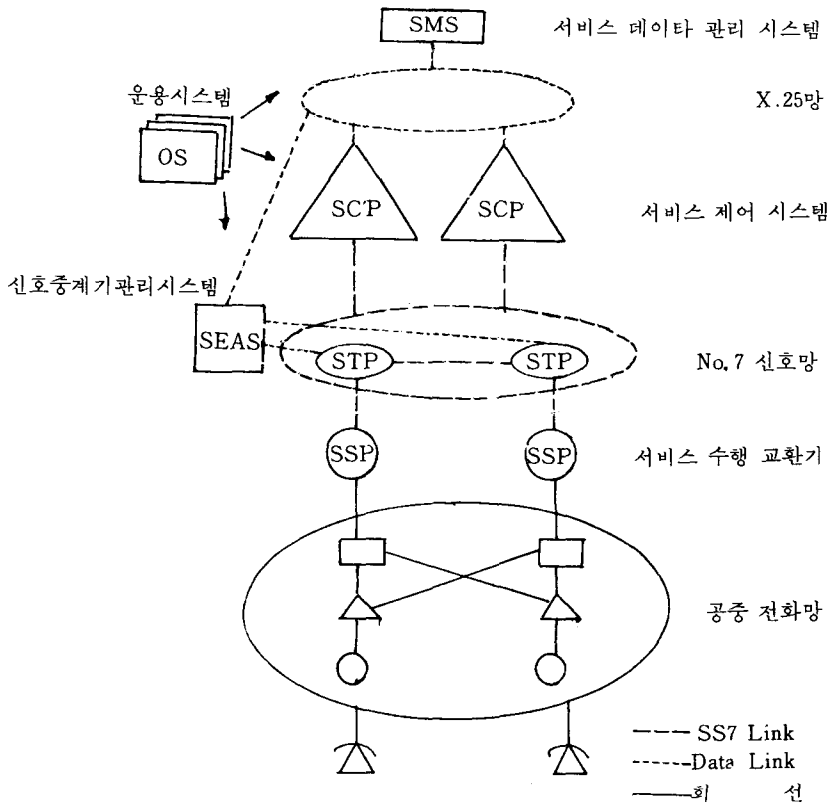 SMS
서비스 데이타 관리 시스템
운용시스템
X.25망
OS
SCP
SCP
서비스 제어 시스템
신호중계기관리시스템
SEAS
STP
STP
No.7 신호망
SSP
SSP
서비스 수행 교환기
공중 전화망
SS7 Link
Data Link
회 선